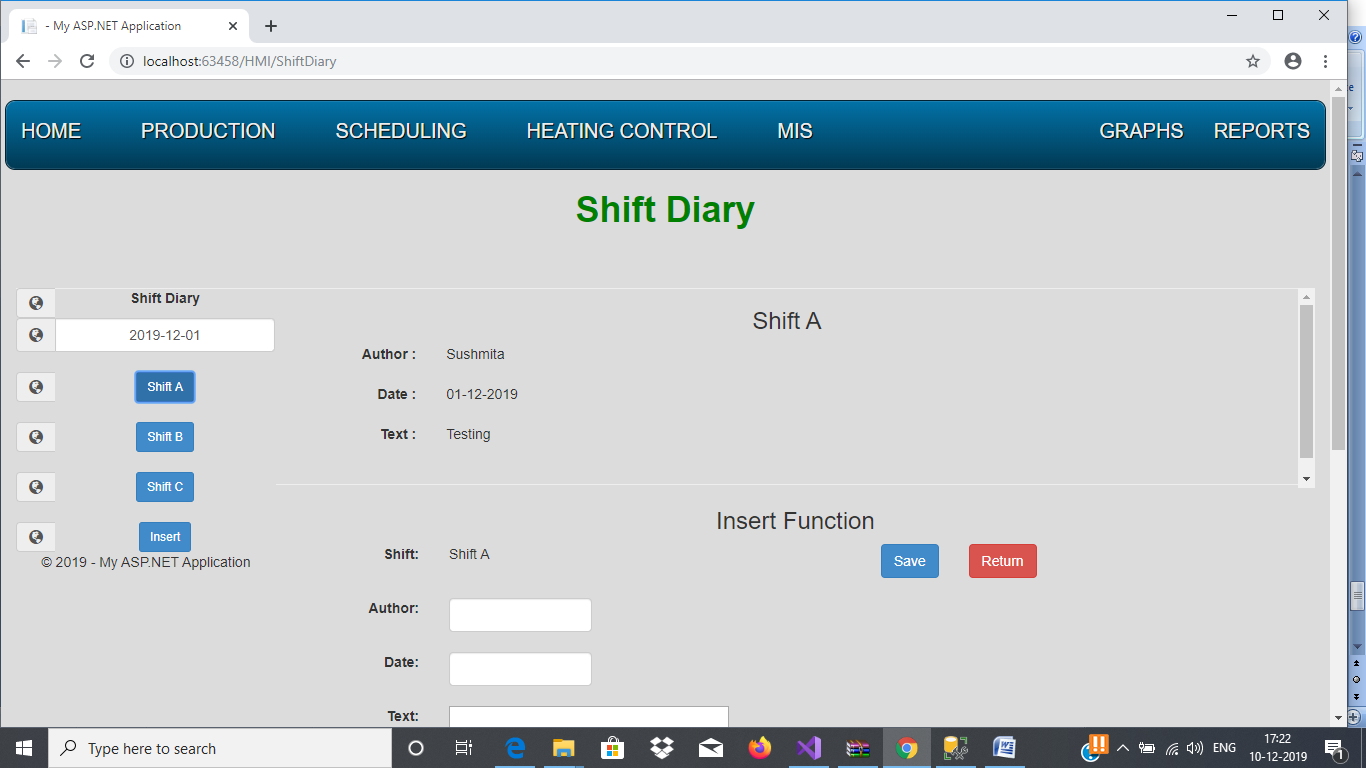 - My ASP.NET Application
localhost:63458/HMI/ShiftDiary
HOME PRODUCTION SCHEDULING HEATING CONTROL MIS GRAPHS REPORTS
Shift Diary
Shift Diary
2019-12-01
Shift A
Shift B
Shift C
Insert
© 2019 - My ASP.NET Application
Shift A
Author : Sushmita
Date : 01-12-2019
Text : Testing
Insert Function
Shift: Shift A
Save Return
Author:
Date:
Text:
Type here to search
ENG
17:22
10-12-2019
1